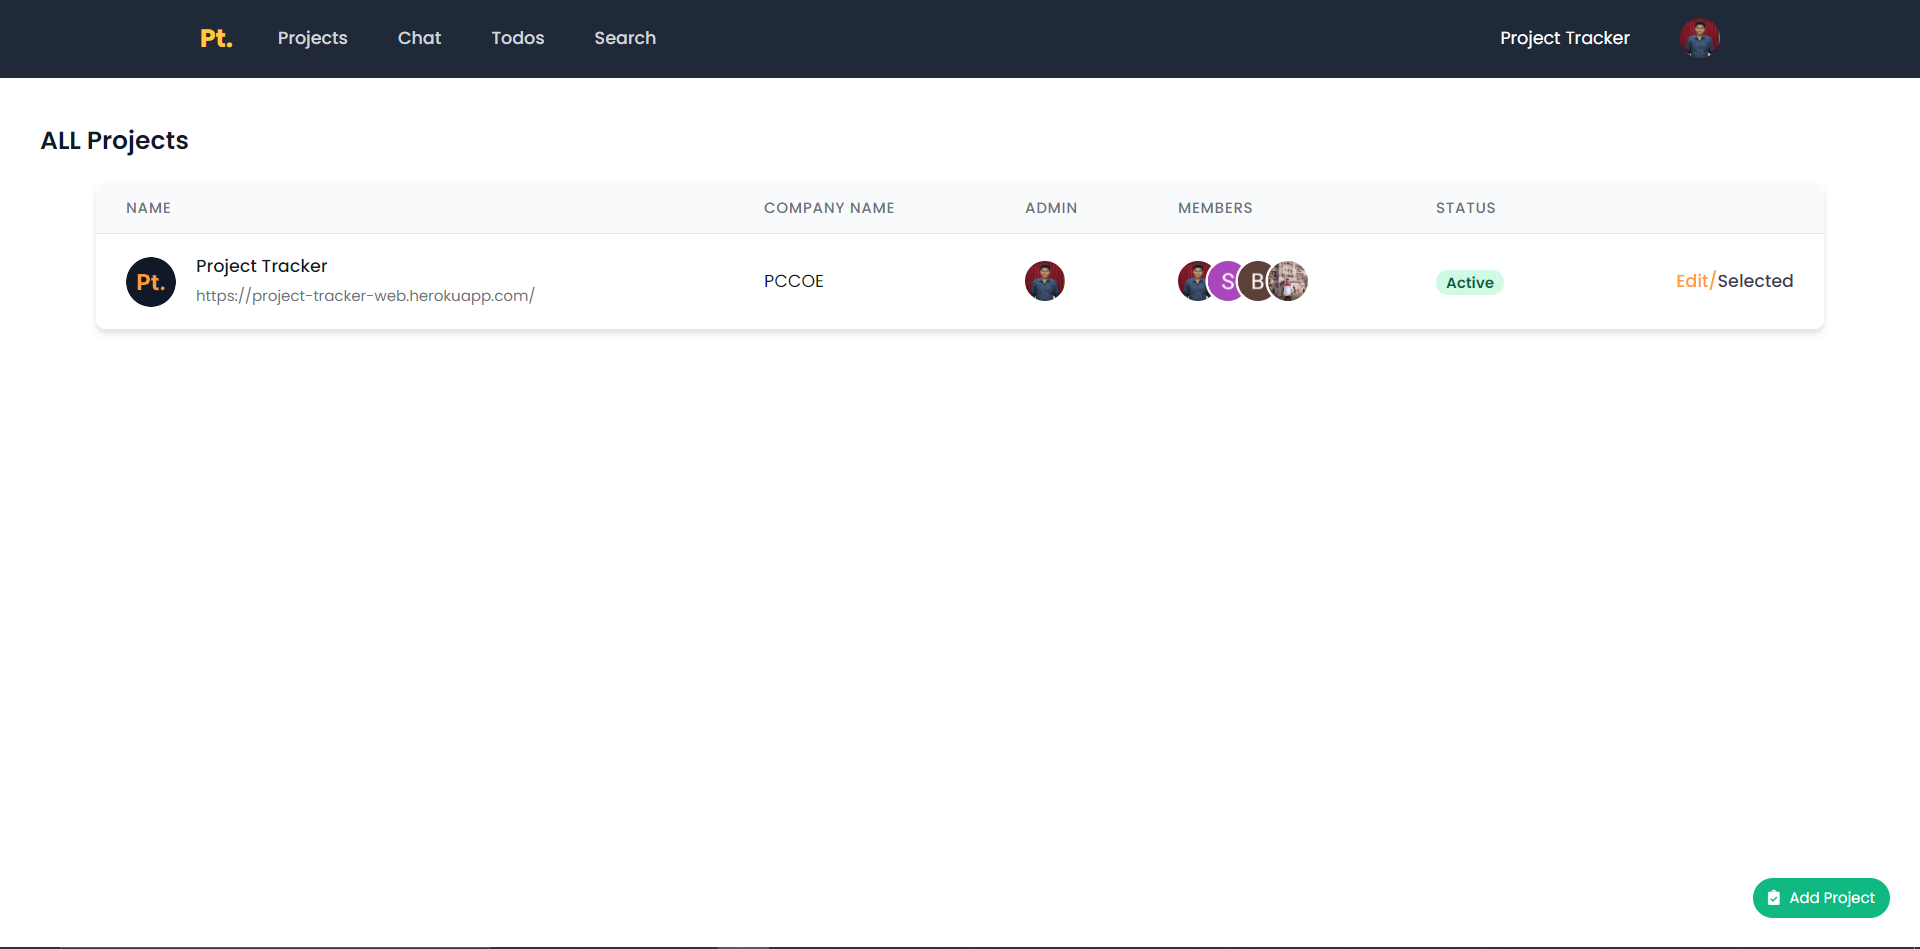 Pt. Projects Chat Todos Search Project Tracker
ALL Projects
NAME COMPANY NAME ADMIN MEMBERS STATUS
Pt. Project Tracker
https://project-tracker-web.herokuapp.com/
PCCOE S B Active Edit/Selected
Add Project